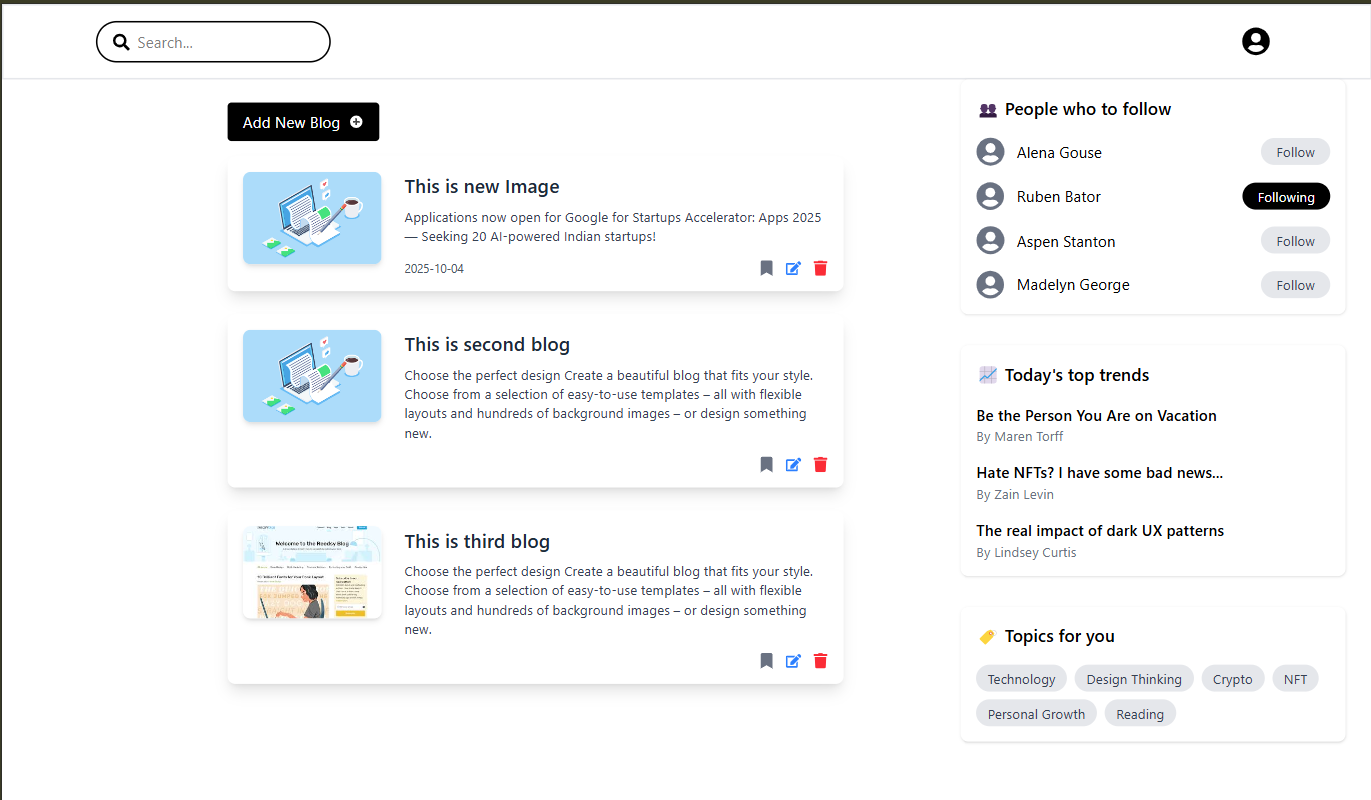 Search...
Add New Blog
This is new Image
Applications now open for Google for Startups Accelerator: Apps 2025
— Seeking 20 AI-powered Indian startups!
2025-10-04
This is second blog
Choose the perfect design Create a beautiful blog that fits your style.
Choose from a selection of easy-to-use templates – all with flexible
layouts and hundreds of background images – or design something
new.
Welcome to the Reedsy Blog
This is third blog
Choose the perfect design Create a beautiful blog that fits your style.
Choose from a selection of easy-to-use templates – all with flexible
layouts and hundreds of background images – or design something
new.
People who to follow
Alena Gouse
Follow
Ruben Bator
Following
Aspen Stanton
Follow
Madelyn George
Follow
Today's top trends
Be the Person You Are on Vacation
By Maren Torff
Hate NFTs? I have some bad news...
By Zain Levin
The real impact of dark UX patterns
By Lindsey Curtis
Topics for you
Technology
Design Thinking
Crypto
NFT
Personal Growth
Reading